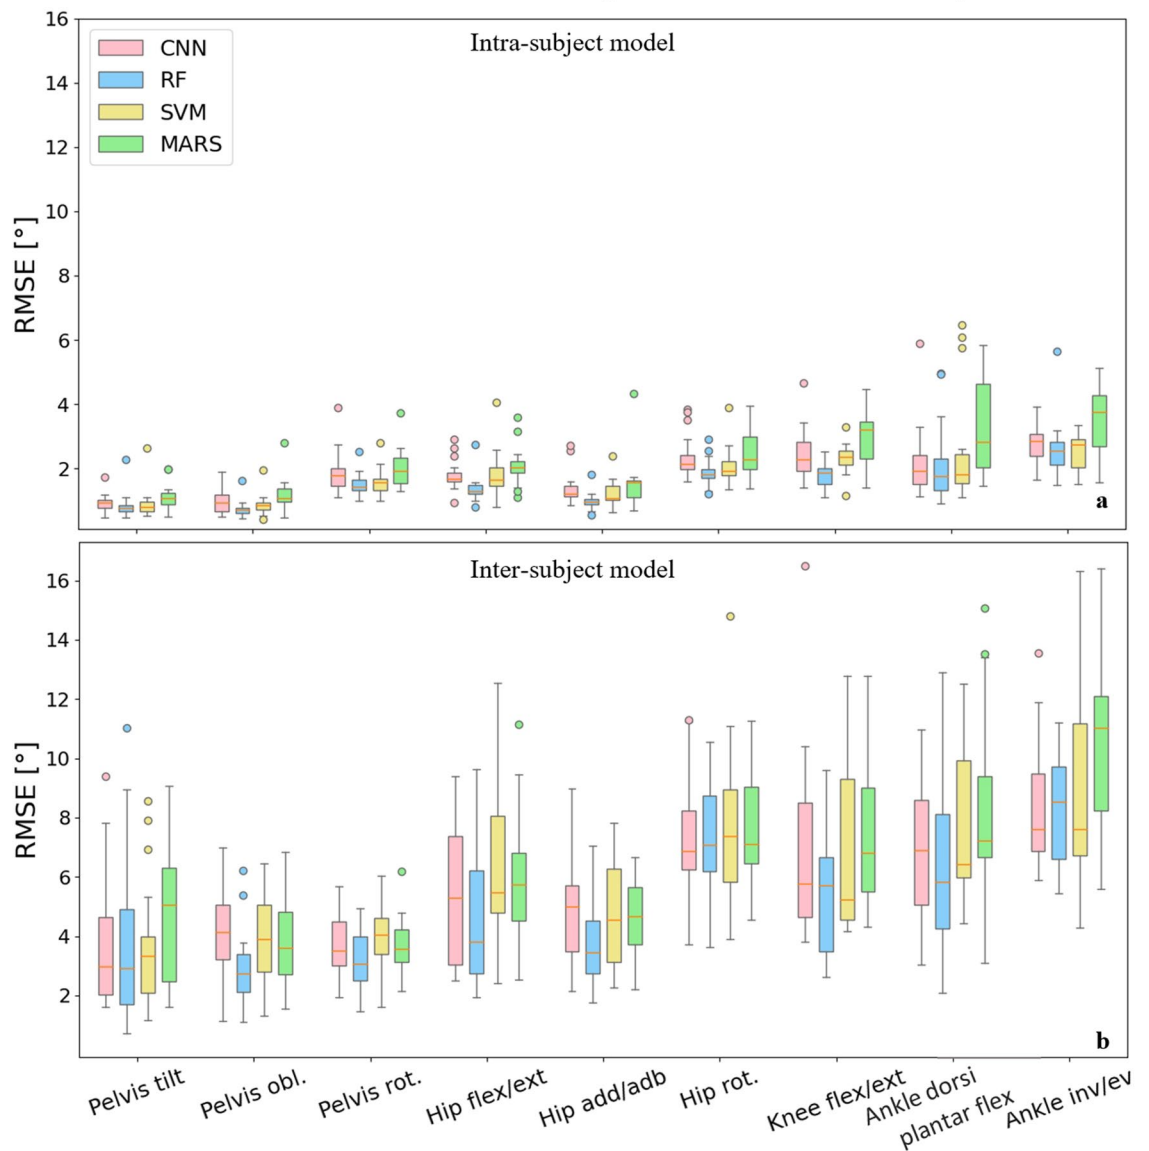 Intra-subject model
CNN
RF
SVM
MARS
16
14
12
10
8
6
4
2
RMSE [°]
a
Inter-subject model
16
14
12
10
8
6
4
2
RMSE [°]
b
Pelvis tilt
Pelvis obl.
Pelvis rot.
Hip flex/ext
Hip add/adb
Hip rot.
Knee flex/ext
Ankle dorsi
plantar flex
Ankle inv/ev